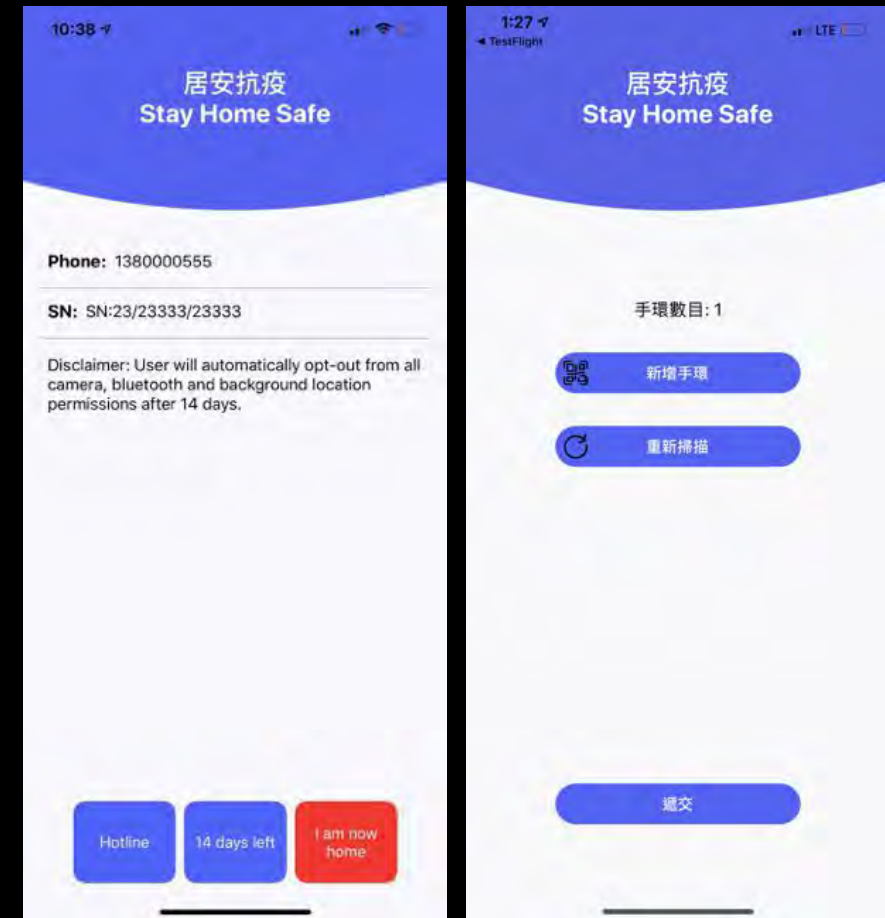 10:38
居安抗疫
Stay Home Safe
Phone: 1380000555
SN: SN:23/23333/23333
Disclaimer: User will automatically opt-out from all
camera, bluetooth and background location
permissions after 14 days.
Hotline
14 days left
I am now
home
1:27
◀ TestFlight
LTE
居安抗疫
Stay Home Safe
手環數目: 1
新增手環
重新掃描
遞交